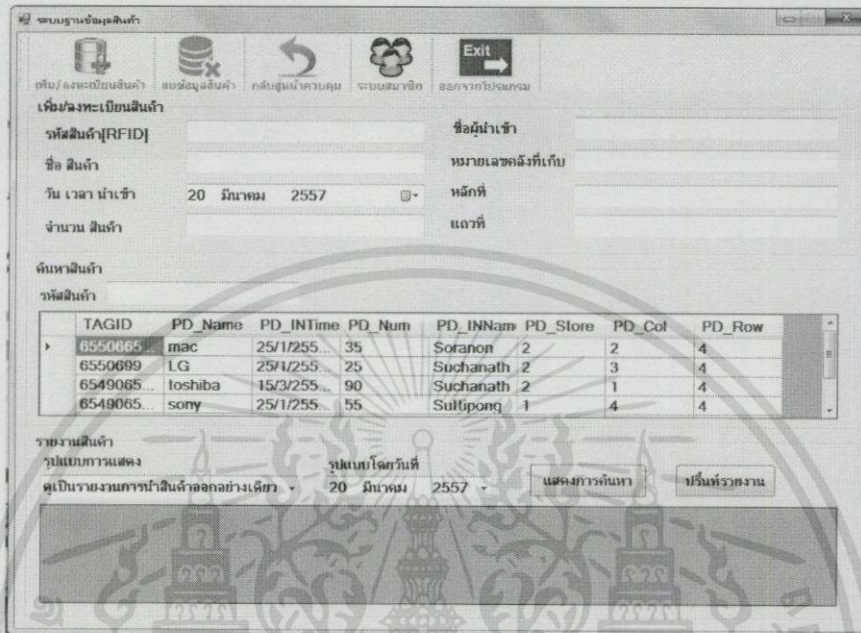 ระบบฐานข้อมูลสินค้า
Exit
เพิ่ม/ลงทะเบียนสินค้า ลบข้อมูลสินค้า กลับสู่หน้าควบคุม ระบบสมาชิก ออกจากโปรแกรม
เพิ่ม/ลงทะเบียนสินค้า
รหัสสินค้า[RFID] ชื่อผู้นำเข้า
ชื่อ สินค้า หมายเลขคลังที่เก็บ
วัน เวลา นำเข้า 20 มีนาคม 2557 หลักที่
จำนวน สินค้า แถวที่
ค้นหาสินค้า
รหัสสินค้า
TAGID PD_Name PD_INTime PD_Num PD_INNam PD_Store PD_Col PD_Row
6550665... mac 25/1/255... 35 Soranon 2 2 4
6550699 LG 25/1/255... 25 Suchanath 2 3 4
6549065... toshiba 15/3/255... 90 Suchanath 2 1 4
6549065... sony 25/1/255... 55 Suttipong 1 4 4
รายงานสินค้า
รูปแบบการแสดง รูปแบบโดยวันที่
ดูเป็นรายงานการนำสินค้าออกอย่างเดียว 20 มีนาคม 2557 แสดงการค้นหา ปริ้นท์รายงาน